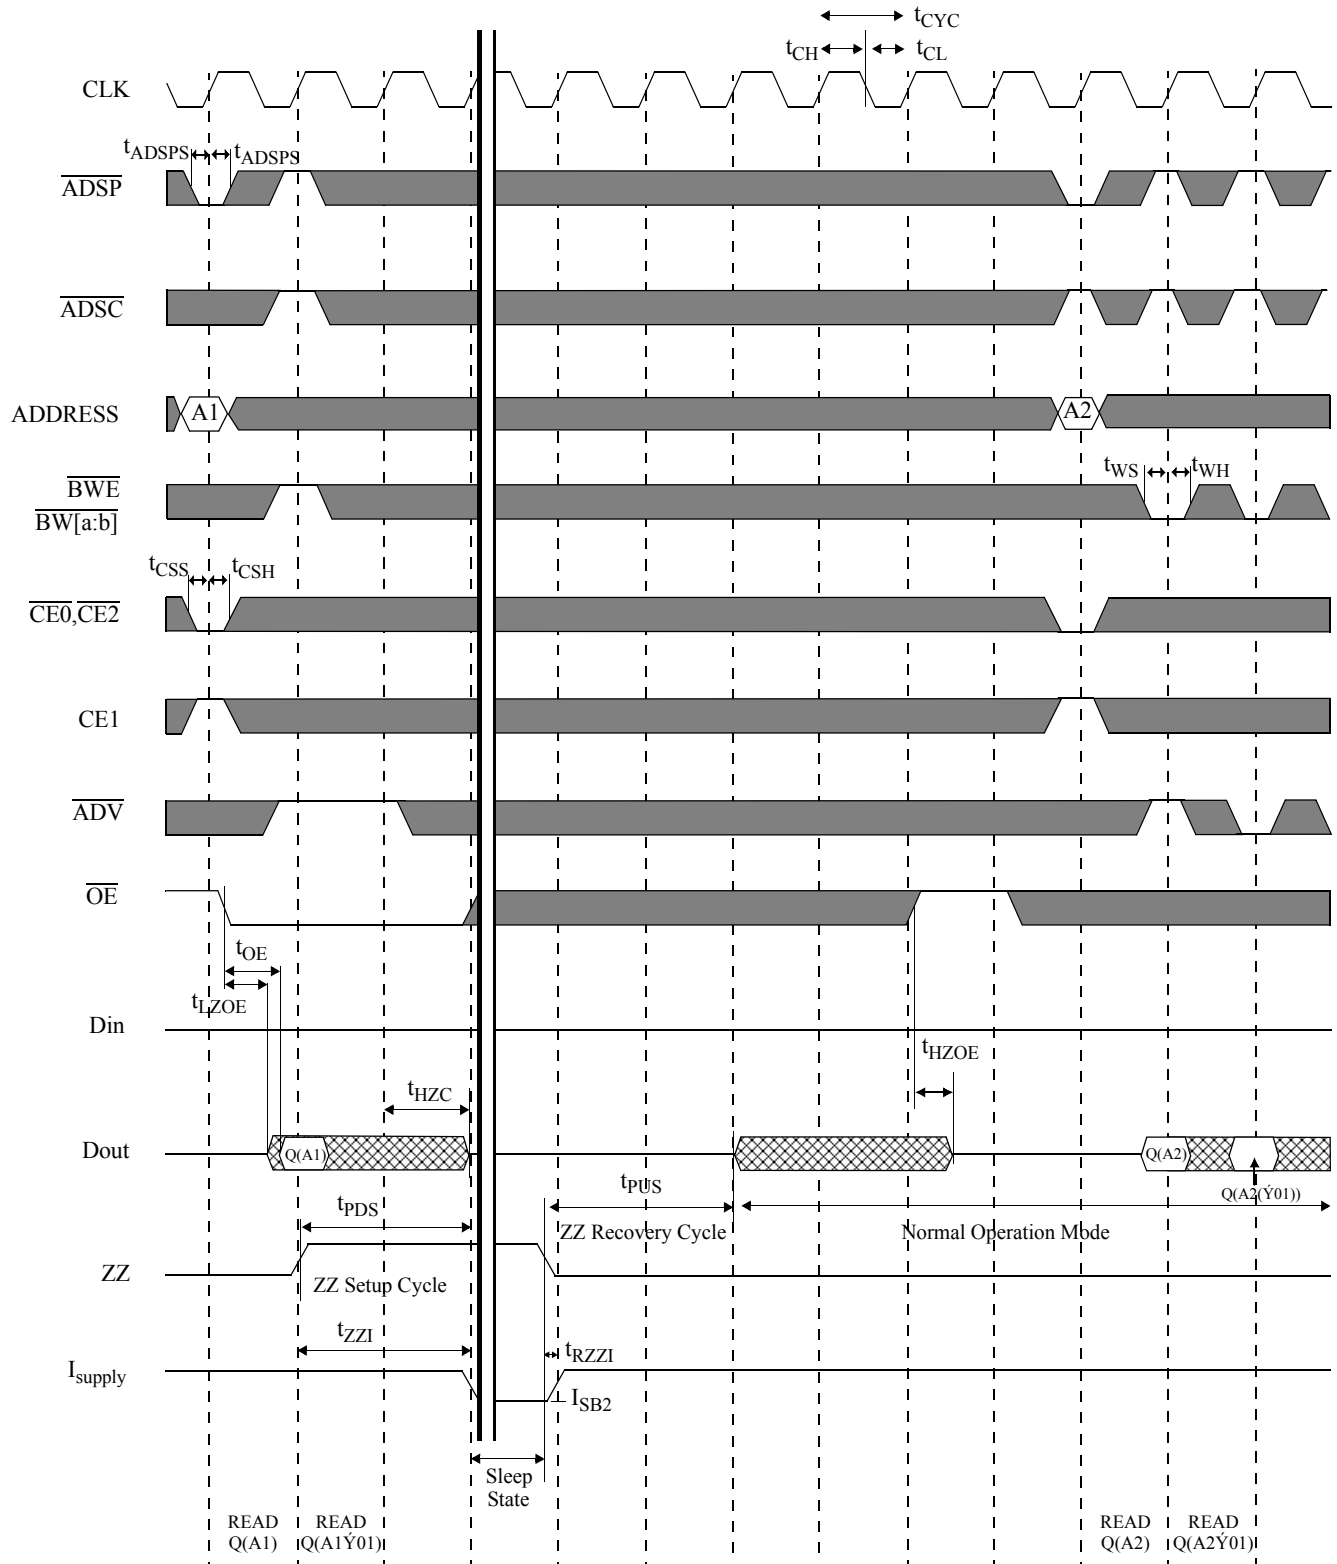 tCYC
tCH
tCL
CLK
tADSPS
tADSPS
ADSP
ADSC
ADDRESS
A1
A2
BWE
tWS
tWH
BW[a:b]
tCSS
tCSH
CE0,CE2
CE1
ADV
OE
tOE
tLZOE
Din
tHZOE
tHZC
Dout
Q(A1)
Q(A2)
tPUS
Q(A2(Ý01))
tPDS
ZZ Recovery Cycle
Normal Operation Mode
ZZ
ZZ Setup Cycle
tZZI
tRZZI
Isupply
ISB2
Sleep
State
READ
Q(A1)
READ
Q(A1Ý01)
READ
Q(A2)
READ
Q(A2Ý01)